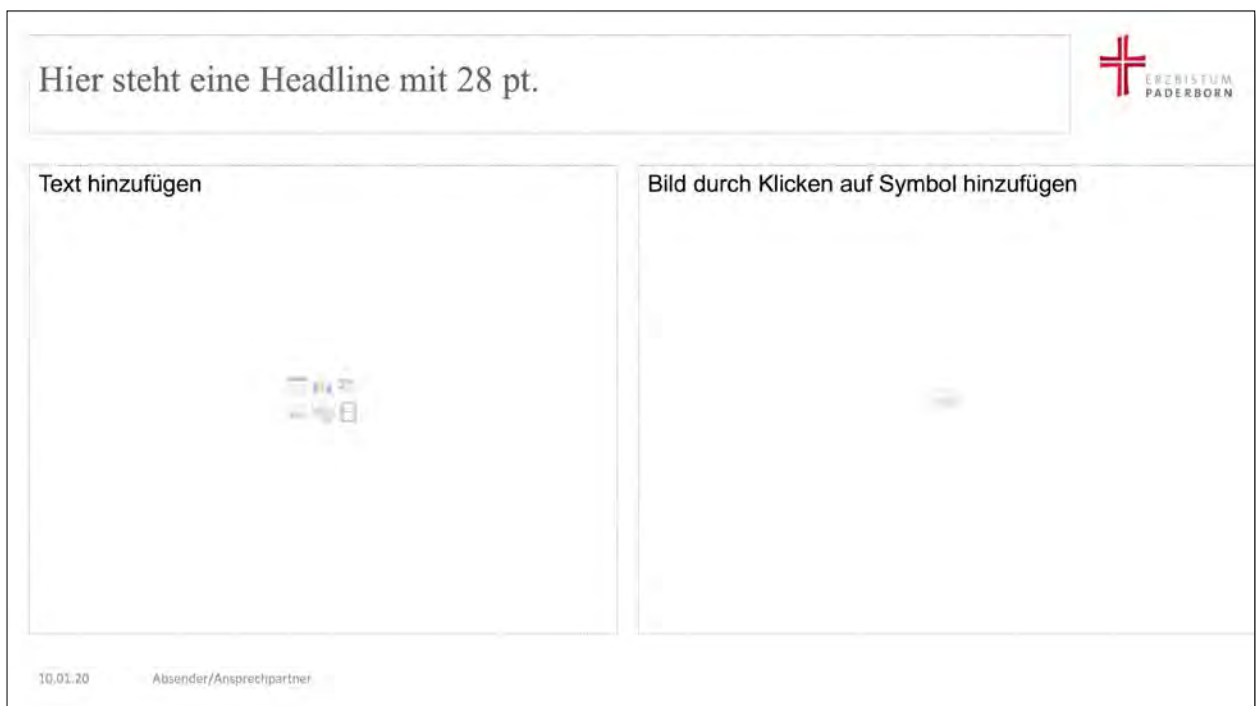 Hier steht eine Headline mit 28 pt.
ERZBISTUM
PADERBORN
Text hinzufügen
Bild durch Klicken auf Symbol hinzufügen
10.01.20 Absender/Ansprechpartner